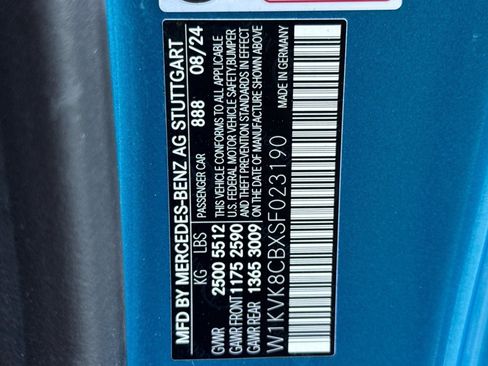 MFD BY MERCEDES-BENZ AG STUTTGART
PASSENGER CAR 888 08/24
KG LBS
GVWR 2500 5512
GAWR FRONT 1175 2590
GAWR REAR 1365 3009
THIS VEHICLE CONFORMS TO ALL APPLICABLE
U.S. FEDERAL MOTOR VEHICLE SAFETY, BUMPER
AND THEFT PREVENTION STANDARDS IN EFFECT
ON THE DATE OF MANUFACTURE SHOWN ABOVE
MADE IN GERMANY
W1KVK8CBXSF023190